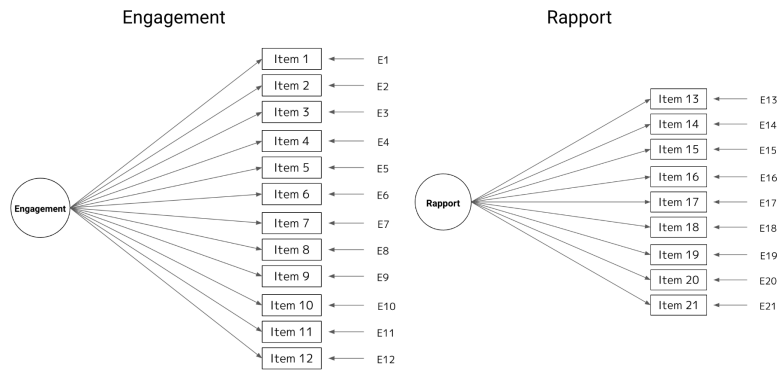 Engagement
Rapport
Item 1 E1
Item 2 E2
Item 3 E3
Item 4 E4
Item 5 E5
Item 6 E6
Engagement
Item 7 E7
Item 8 E8
Item 9 E9
Item 10 E10
Item 11 E11
Item 12 E12
Item 13 E13
Item 14 E14
Item 15 E15
Item 16 E16
Rapport
Item 17 E17
Item 18 E18
Item 19 E19
Item 20 E20
Item 21 E21